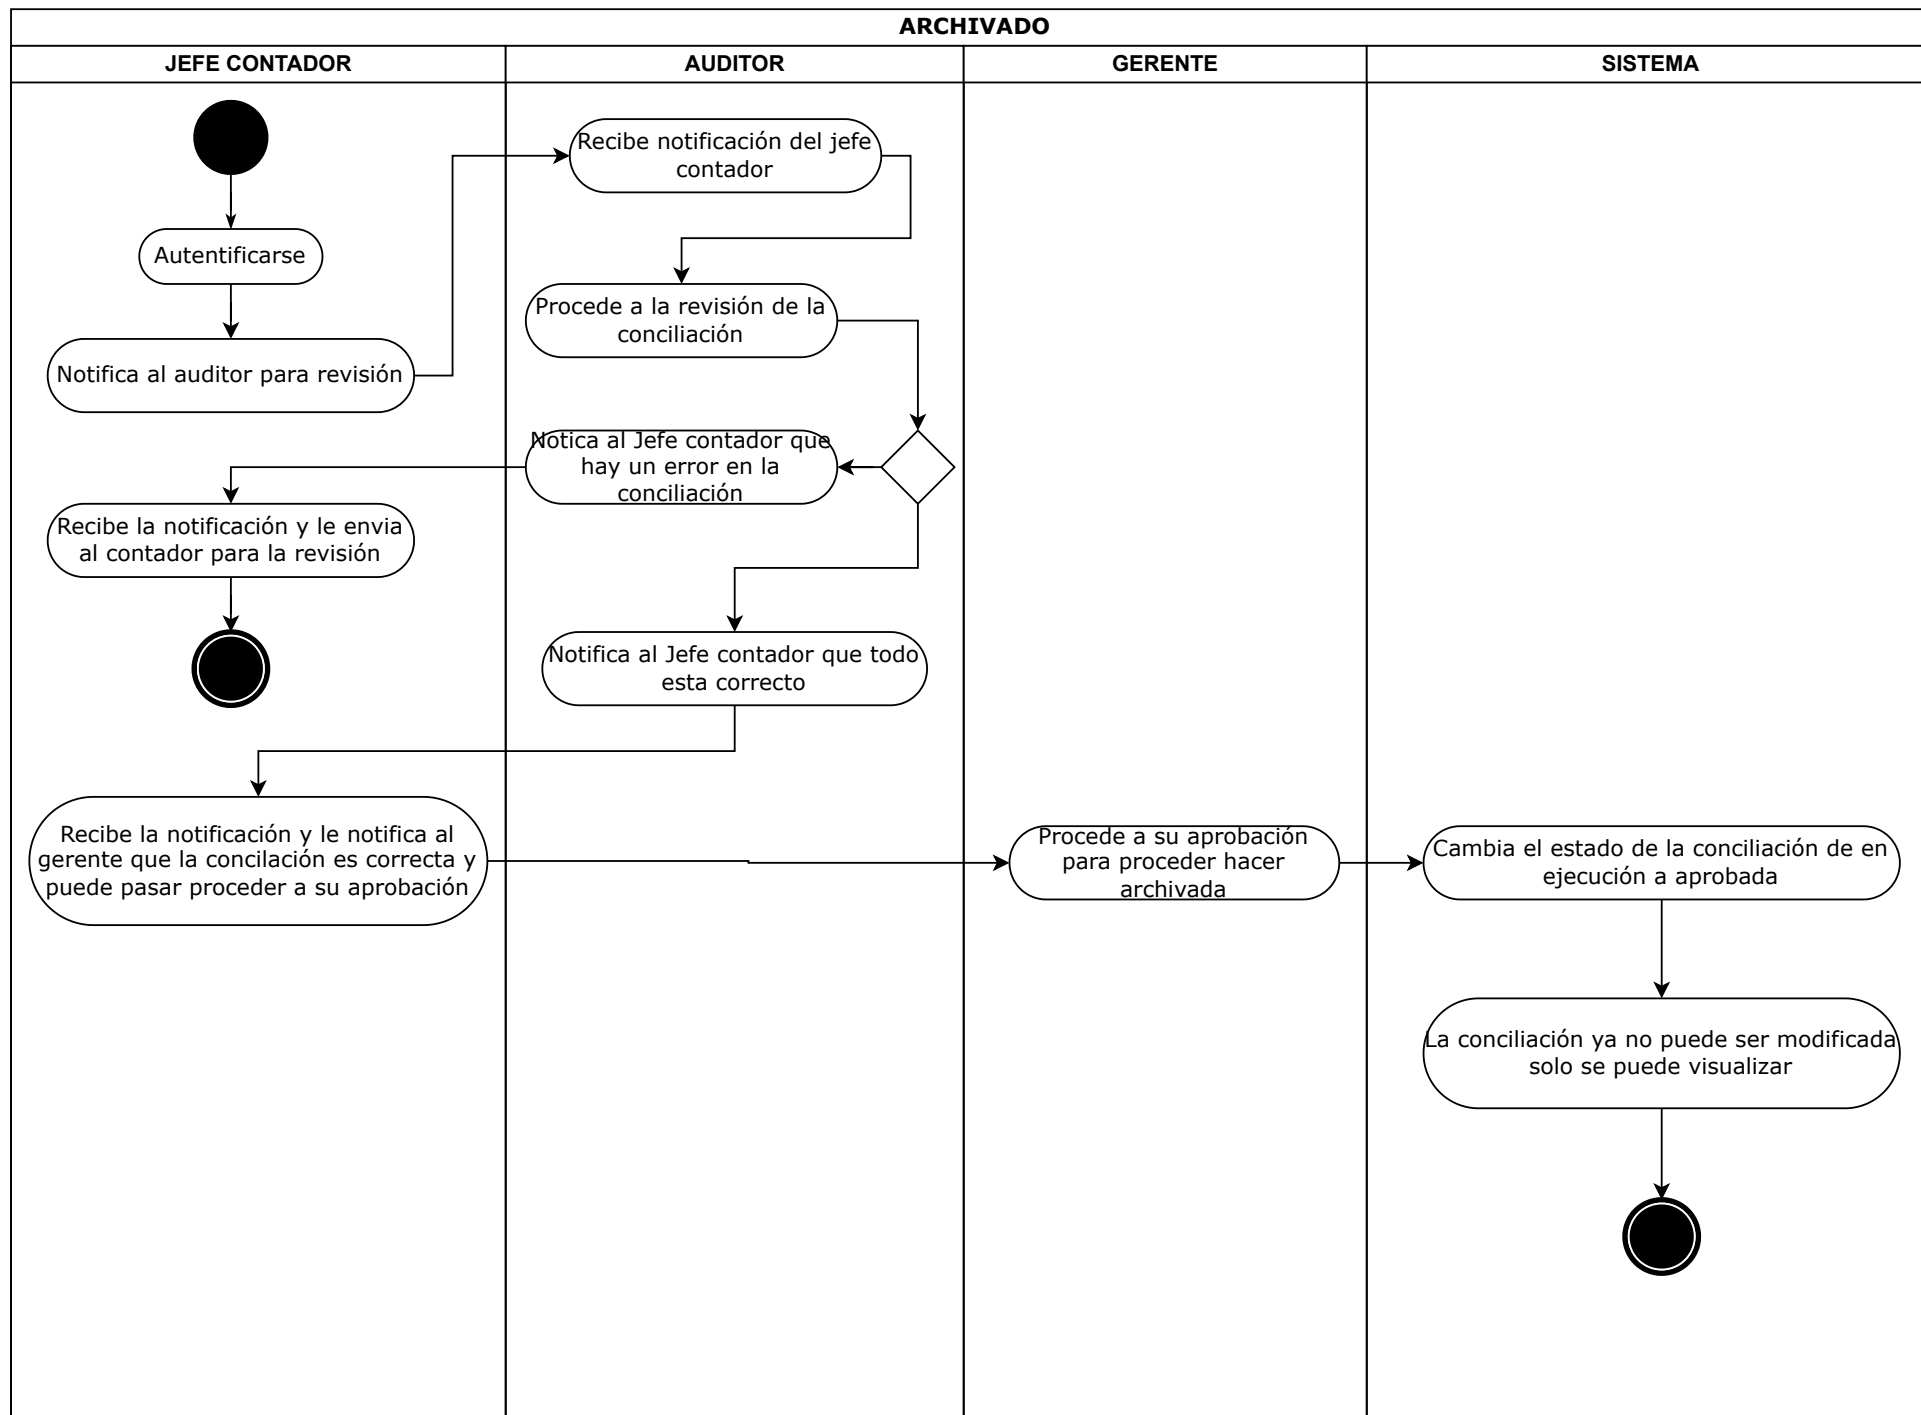 ARCHIVADO
JEFE CONTADOR
AUDITOR
GERENTE
SISTEMA
Recibe notificación del jefe
contador
Autentificarse
Procede a la revisión de la
conciliación
Notifica al auditor para revisión
Notica al Jefe contador que
hay un error en la
conciliación
Recibe la notificación y le envia
al contador para la revisión
Notifica al Jefe contador que todo
esta correcto
Recibe la notificación y le notifica al
gerente que la concilación es correcta y
puede pasar proceder a su aprobación
Procede a su aprobación
para proceder hacer
archivada
Cambia el estado de la conciliación de en
ejecución a aprobada
La conciliación ya no puede ser modificada
solo se puede visualizar